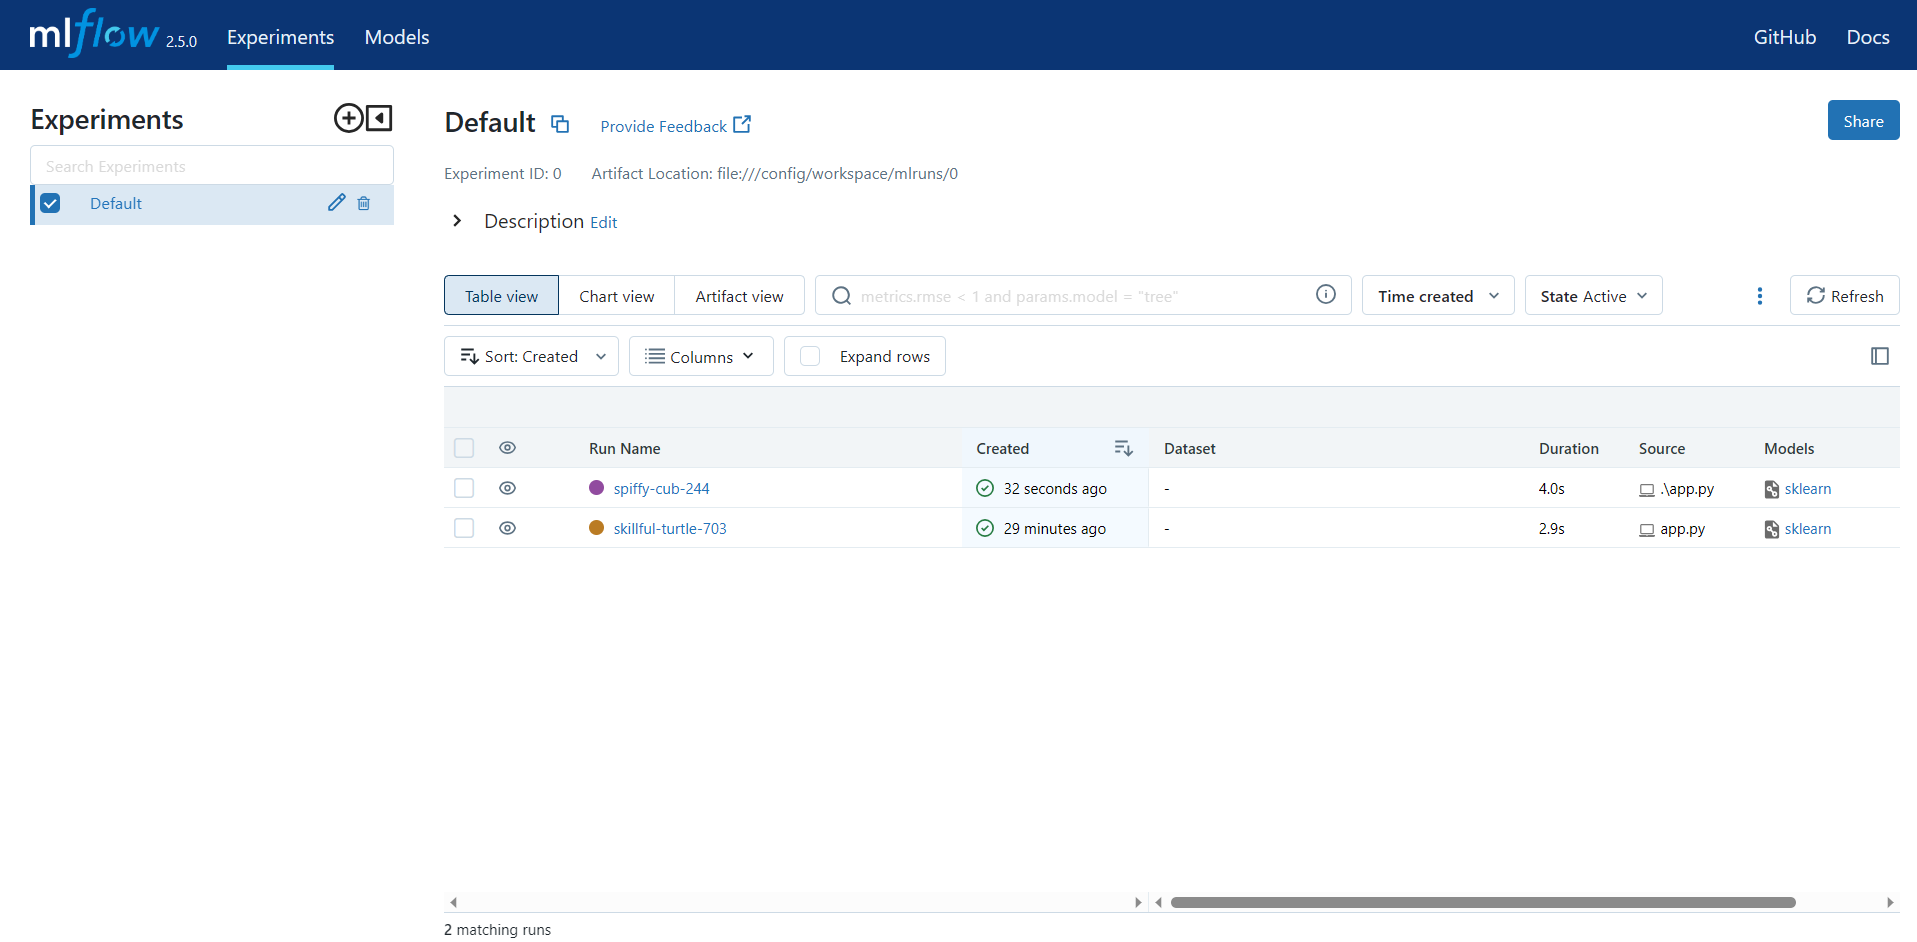 mlflow 2.5.0 Experiments Models GitHub Docs
Experiments
Search Experiments
Default
Default Provide Feedback Share
Experiment ID: 0 Artifact Location: file:///config/workspace/mlruns/0
Description Edit
Table view Chart view Artifact view metrics.rmse < 1 and params.model = "tree" Time created State Active Refresh
Sort: Created Columns Expand rows
Run Name Created Dataset Duration Source Models
spiffy-cub-244 32 seconds ago - 4.0s .\app.py sklearn
skillful-turtle-703 29 minutes ago - 2.9s app.py sklearn
2 matching runs